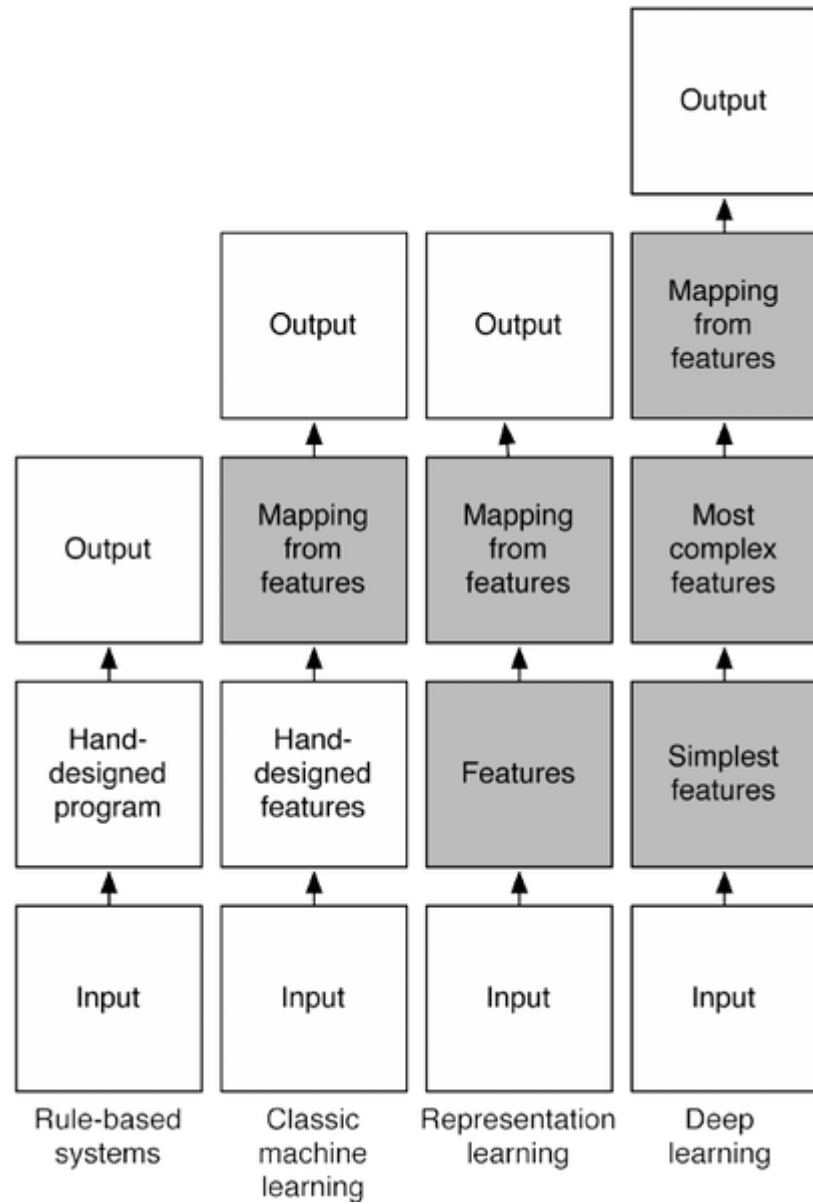 Output
Mapping
from
features
Output
Output
Output
Mapping
from
features
Mapping
from
features
Most
complex
features
Hand-
designed
program
Hand-
designed
features
Features
Simplest
features
Input
Input
Input
Input
Rule-based
systems
Classic
machine
learning
Representation
learning
Deep
learning